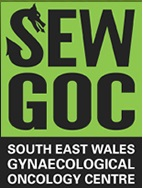 SEW
GOC
SOUTH EAST WALES
GYNAECOLOGICAL
ONCOLOGY CENTRE